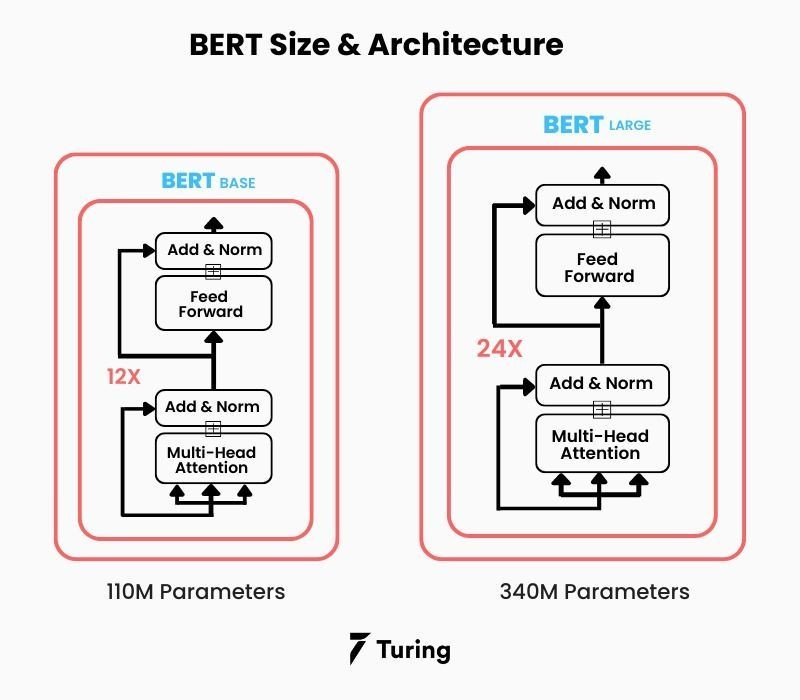 BERT Size & Architecture
BERT BASE
Add & Norm
Feed
Forward
12X
Add & Norm
Multi-Head
Attention
110M Parameters
BERT LARGE
Add & Norm
Feed
Forward
24X
Add & Norm
Multi-Head
Attention
340M Parameters
Turing